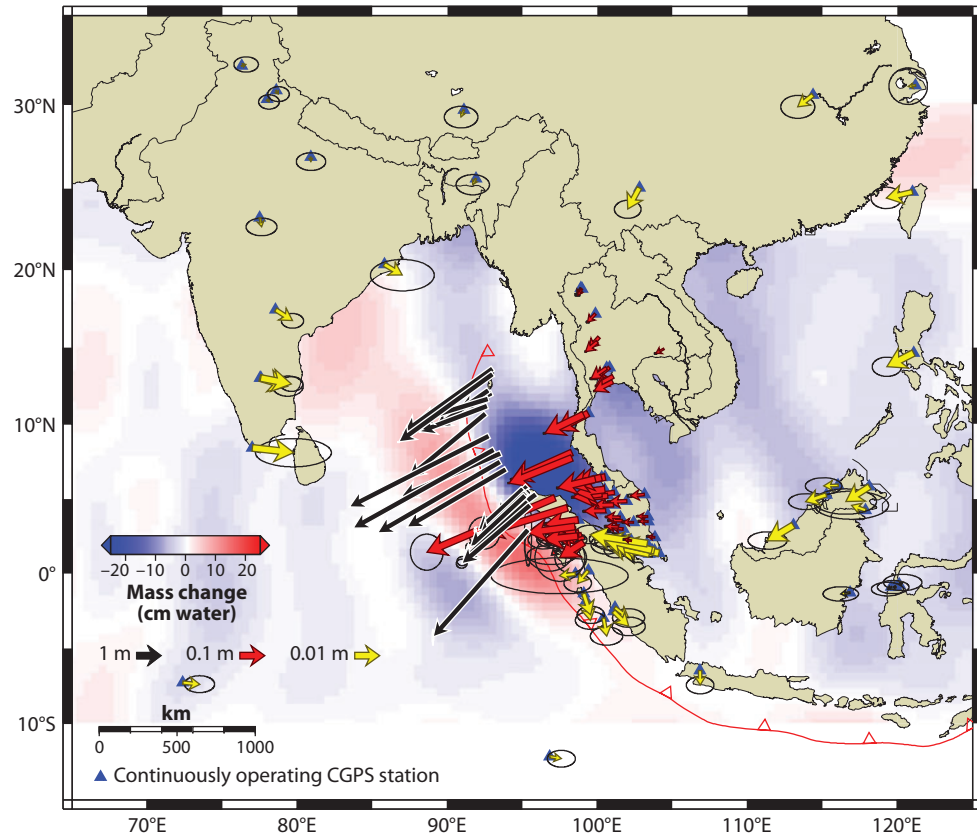 30°N
20°N
10°N
0°
10°S
−20 −10 0 10 20
Mass change
(cm water)
1 m 0.1 m 0.01 m
km
0 500 1000
Continuously operating CGPS station
70°E 80°E 90°E 100°E 110°E 120°E